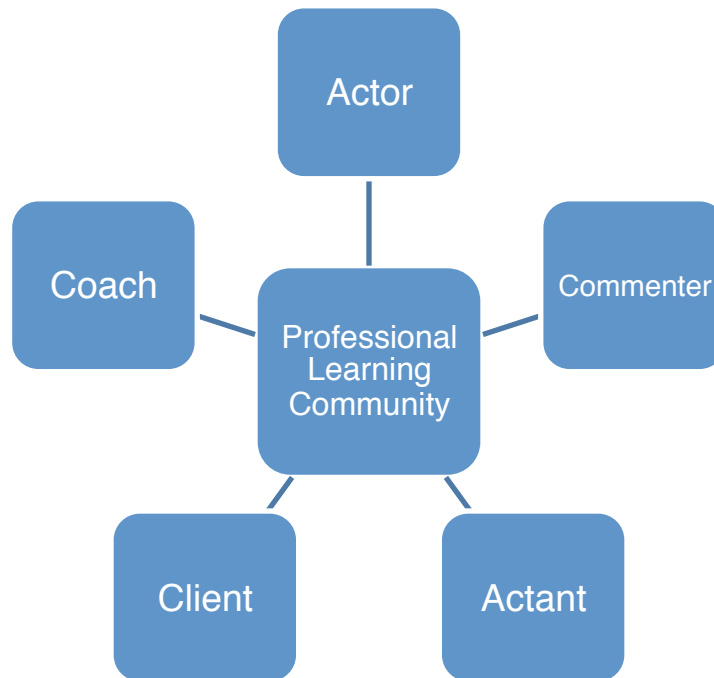 Actor
Coach
Commenter
Professional
Learning
Community
Client
Actant